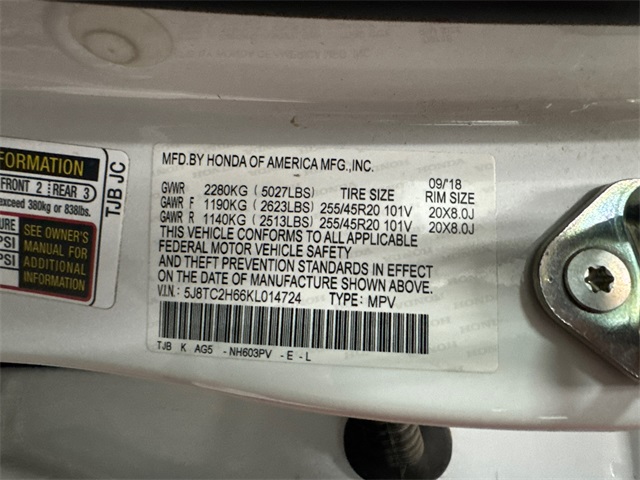 FORMATION
FRONT 2 REAR 3
exceed 380kg or 838lbs.
SEE OWNER'S
MANUAL FOR
ADDITIONAL
INFORMATION
PSI
PSI
TJB JC
MFD.BY HONDA OF AMERICA MFG.,INC.
09/'18
GVWR 2280KG (5027LBS) TIRE SIZE RIM SIZE
GAWR F 1190KG (2623LBS) 255/45R20 101V 20X8.0J
GAWR R 1140KG (2513LBS) 255/45R20 101V 20X8.0J
THIS VEHICLE CONFORMS TO ALL APPLICABLE
FEDERAL MOTOR VEHICLE SAFETY
AND THEFT PREVENTION STANDARDS IN EFFECT
ON THE DATE OF MANUFACTURE SHOWN ABOVE.
V.I.N.: 5J8TC2H66KL014724 TYPE: MPV
TJB K AG5 - NH603PV - E - L